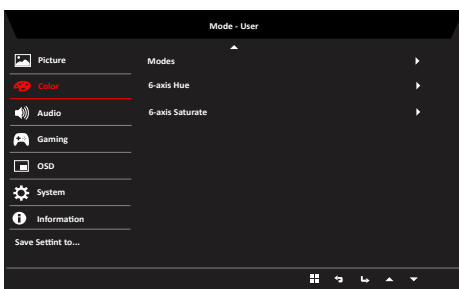 Mode - User
Picture
Modes
Color
6-axis Hue
Audio
6-axis Saturate
Gaming
OSD
System
Information
Save Settint to...